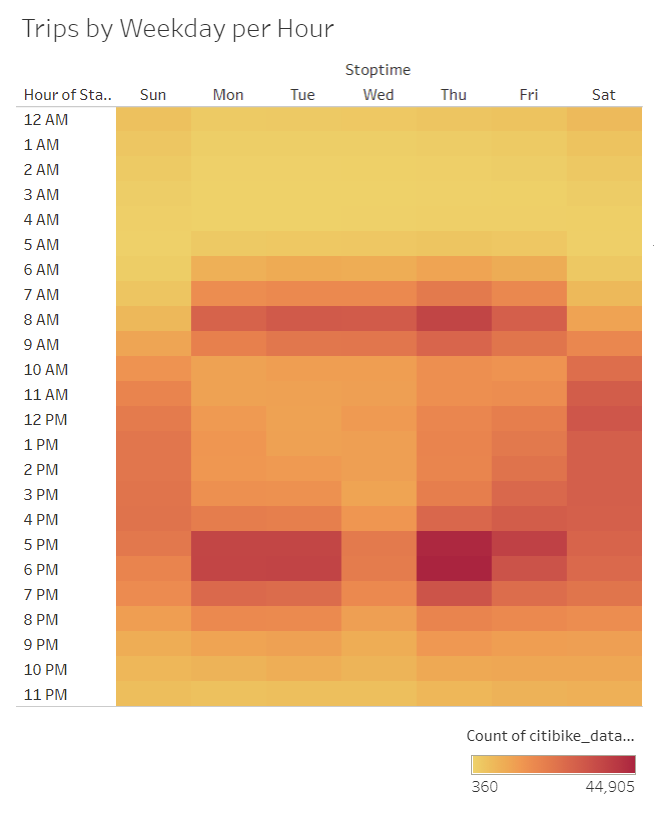 Trips by Weekday per Hour
Stoptime
Hour of Sta.. Sun Mon Tue Wed Thu Fri Sat
12 AM
1 AM
2 AM
3 AM
4 AM
5 AM
6 AM
7 AM
8 AM
9 AM
10 AM
11 AM
12 PM
1 PM
2 PM
3 PM
4 PM
5 PM
6 PM
7 PM
8 PM
9 PM
10 PM
11 PM
Count of citibike_data...
360 44,905